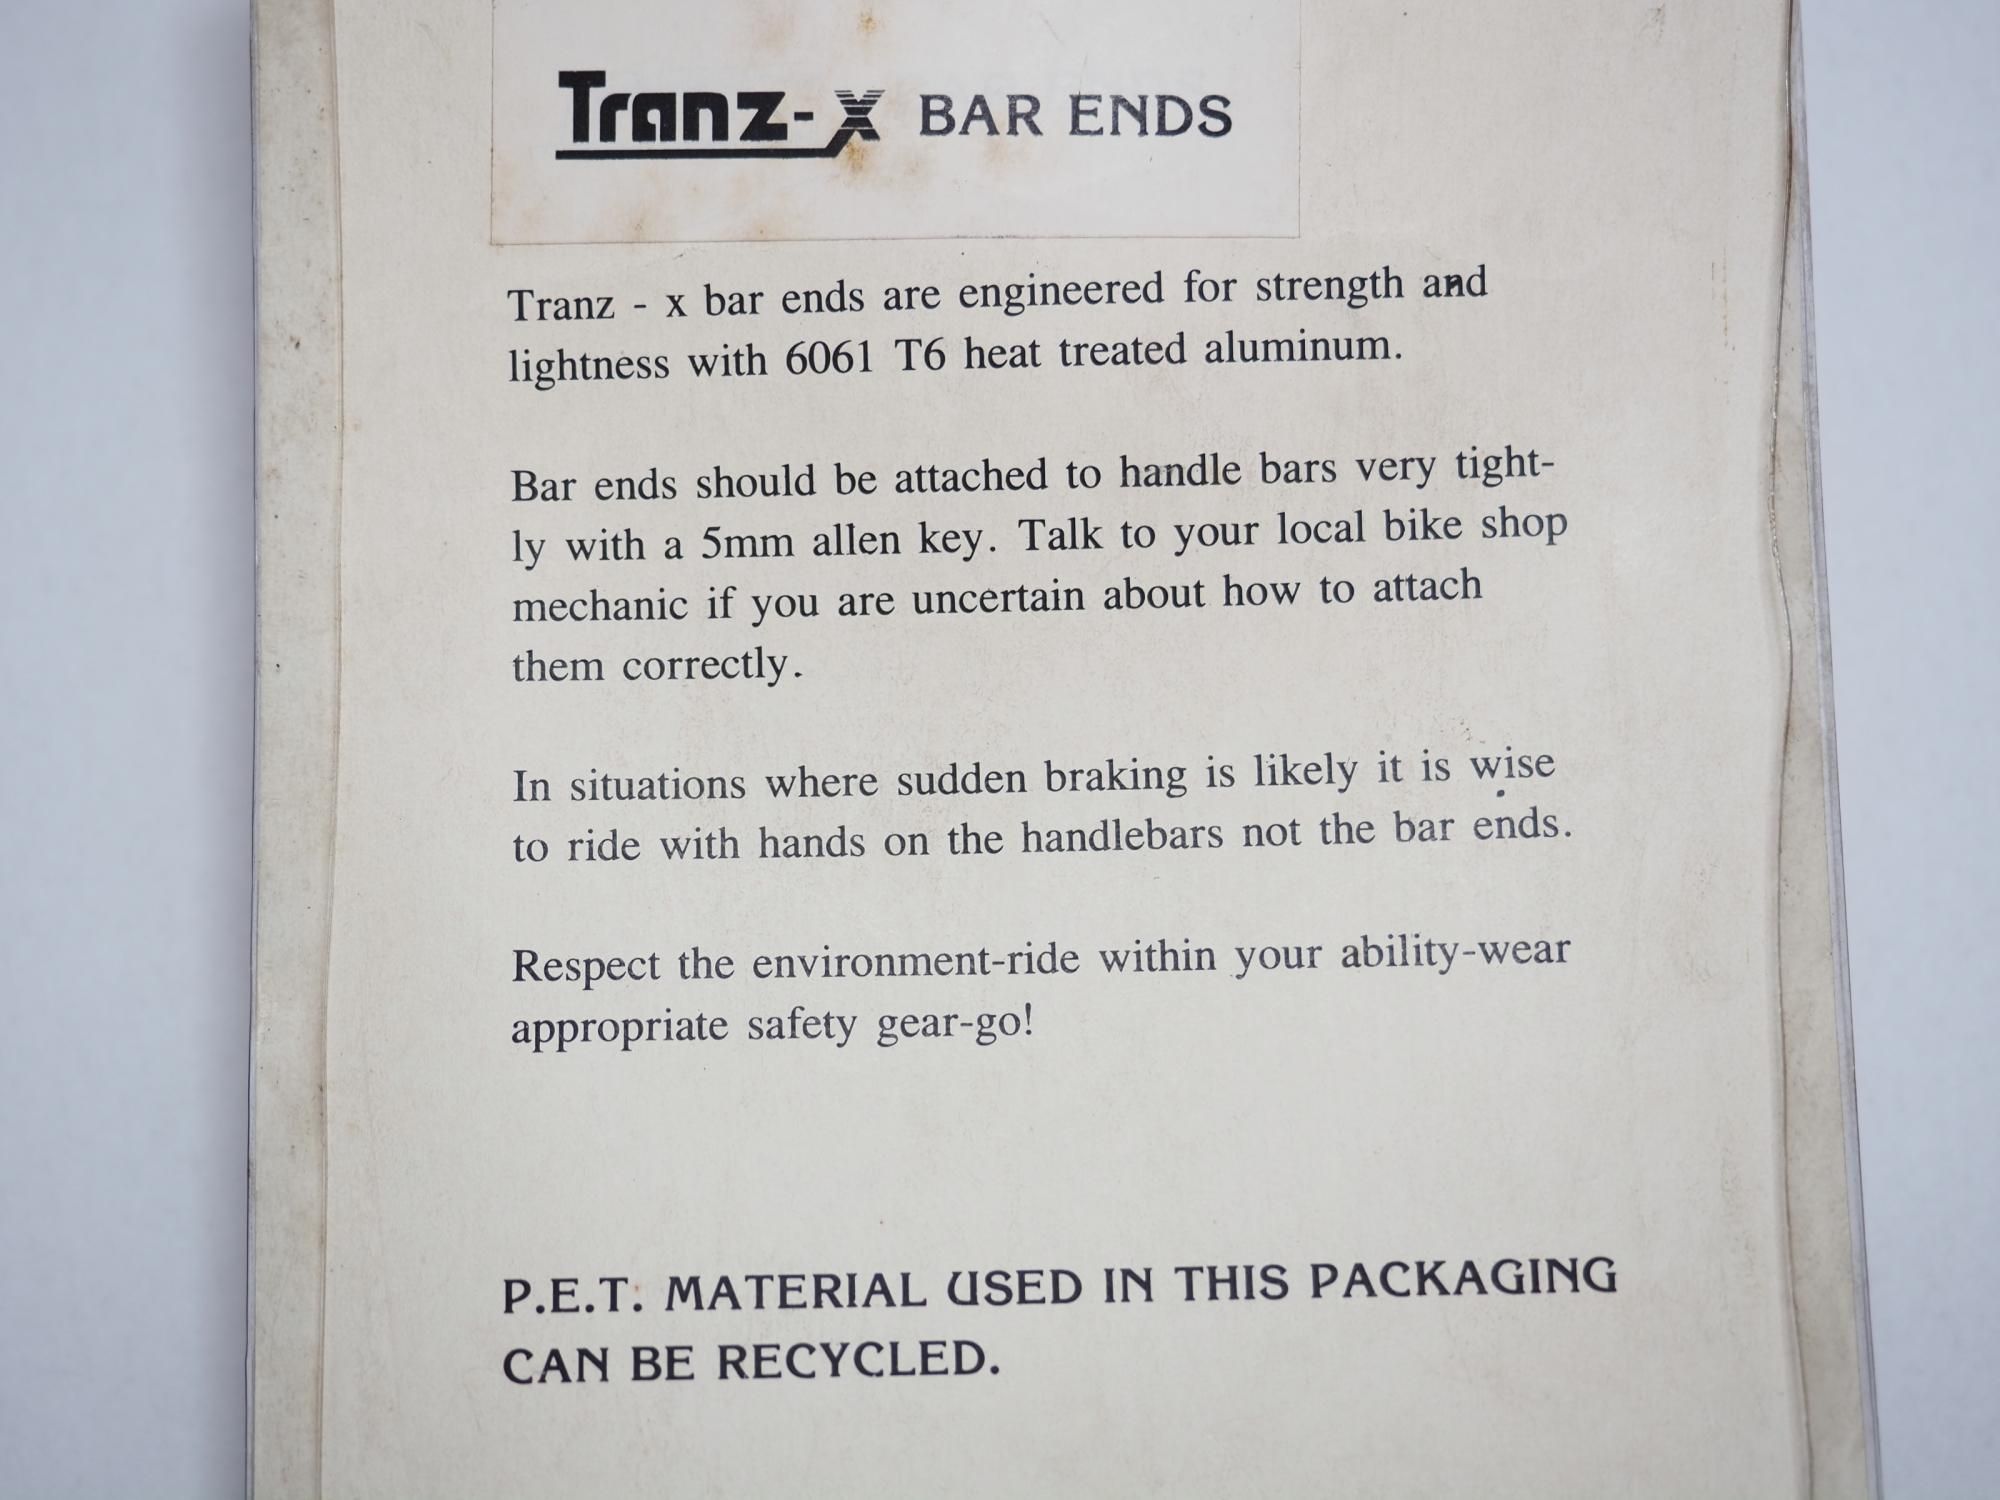 Tranz-x BAR ENDS
Tranz - x bar ends are engineered for strength and
lightness with 6061 T6 heat treated aluminum.
Bar ends should be attached to handle bars very tight-
ly with a 5mm allen key. Talk to your local bike shop
mechanic if you are uncertain about how to attach
them correctly.
In situations where sudden braking is likely it is wise
to ride with hands on the handlebars not the bar ends.
Respect the environment-ride within your ability-wear
appropriate safety gear-go!
P.E.T. MATERIAL USED IN THIS PACKAGING
CAN BE RECYCLED.